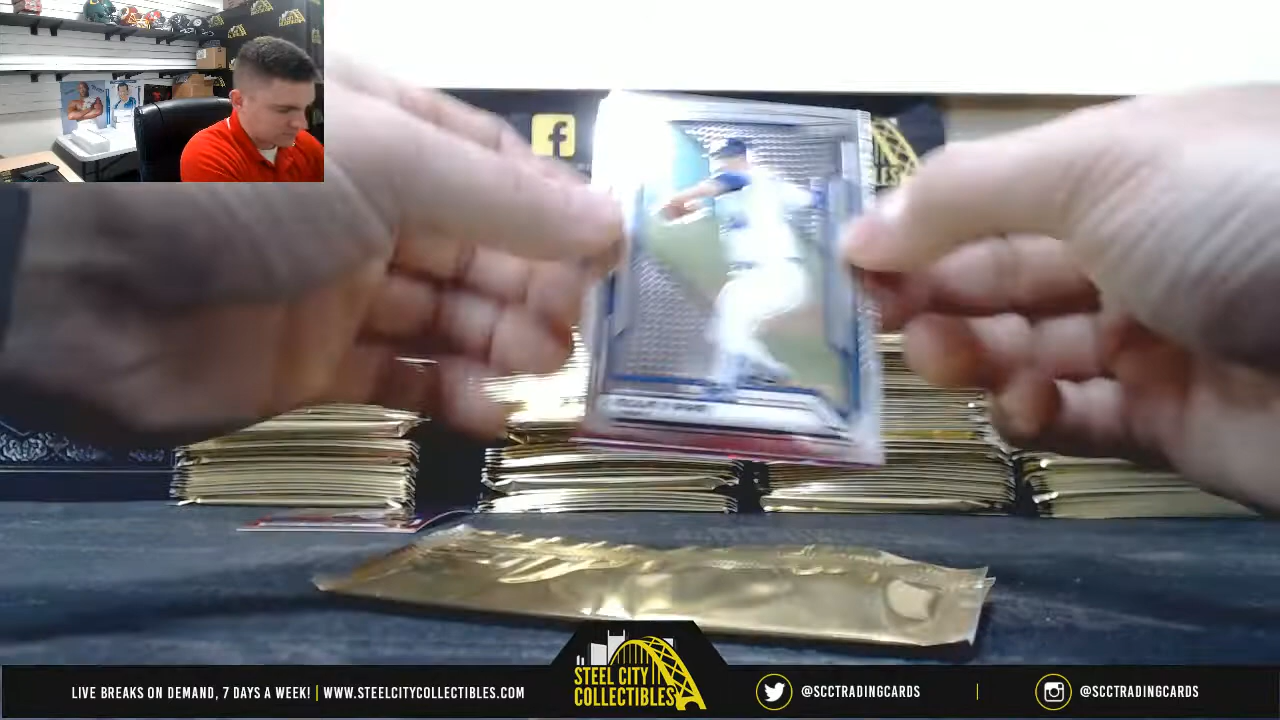 f
LIVE BREAKS ON DEMAND, 7 DAYS A WEEK! | WWW.STEELCITYCOLLECTIBLES.COM
STEEL CITY
COLLECTIBLES
@SCCTRADINGCARDS | @SCCTRADINGCARDS